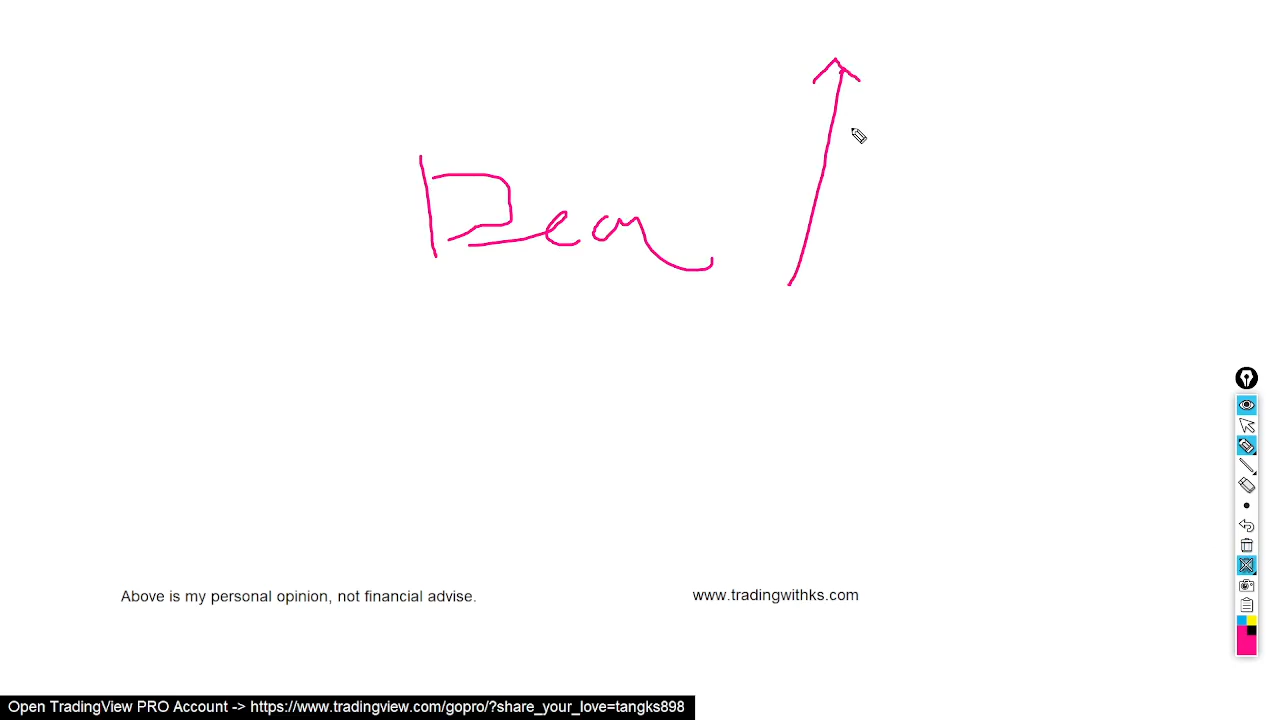 Bear
Above is my personal opinion, not financial advise.
www.tradingwithks.com
Open TradingView PRO Account -> https://www.tradingview.com/gopro/?share_your_love=tangks898